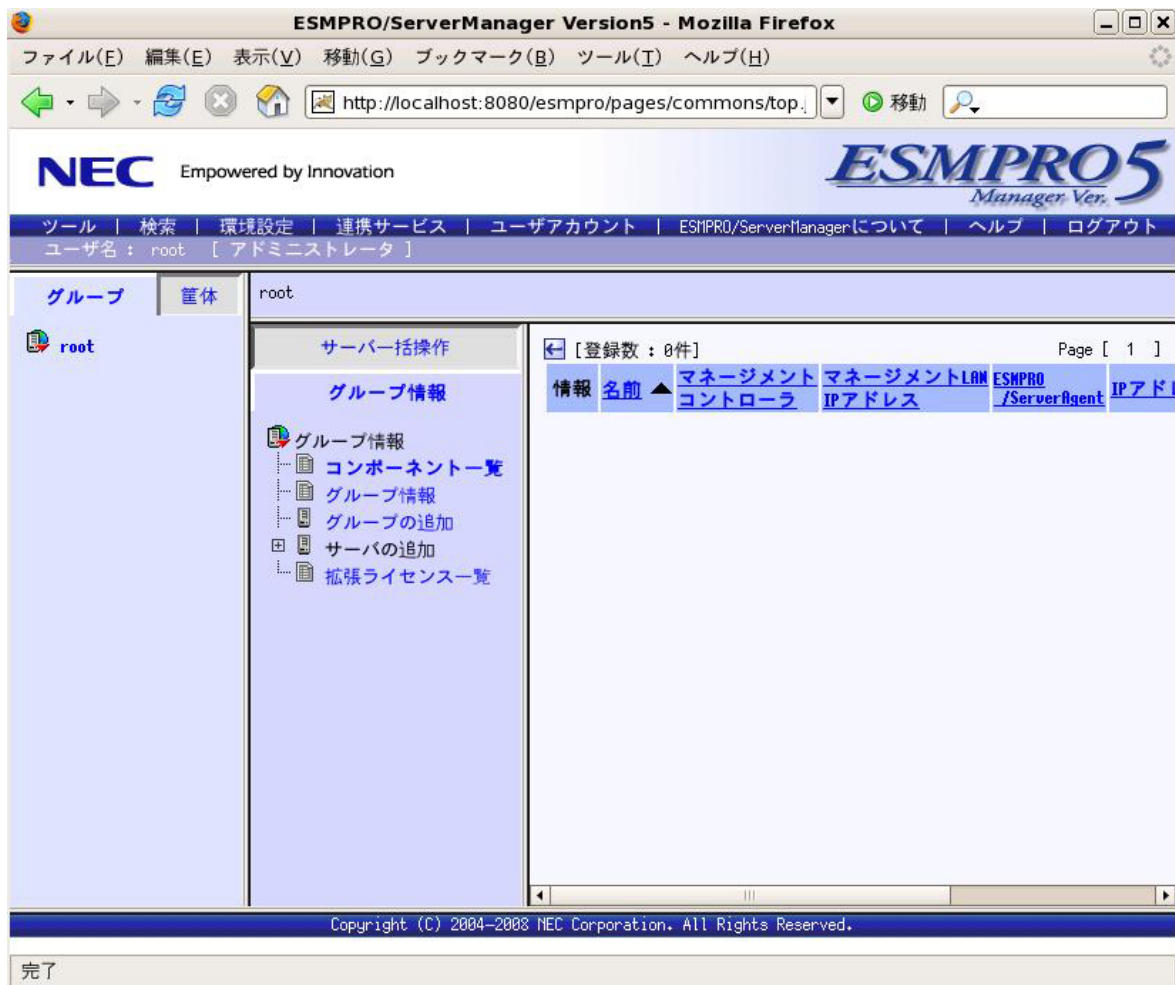 ESMPRO/ServerManager Version5 - Mozilla Firefox
ファイル(F) 編集(E) 表示(V) 移動(G) ブックマーク(B) ツール(T) ヘルプ(H)
http://localhost:8080/esmpro/pages/commons/top.j 移動
NEC Empowered by Innovation
ESMPRO5
Manager Ver.
ツール | 検索 | 環境設定 | 連携サービス | ユーザアカウント | ESMPRO/ServerManagerについて | ヘルプ | ログアウト
ユーザ名 : root [ アドミニストレータ ]
グループ 筐体 root
root
サーバ一括操作
グループ情報
グループ情報
コンポーネント一覧
グループ情報
グループの追加
サーバの追加
拡張ライセンス一覧
[登録数 : 0件] Page [ 1 ]
情報 名前 ▲ マネージメントコントローラ マネージメントLAN IPアドレス ESMPRO/ServerAgent IPアド
Copyright (C) 2004-2008 NEC Corporation. All Rights Reserved.
完了